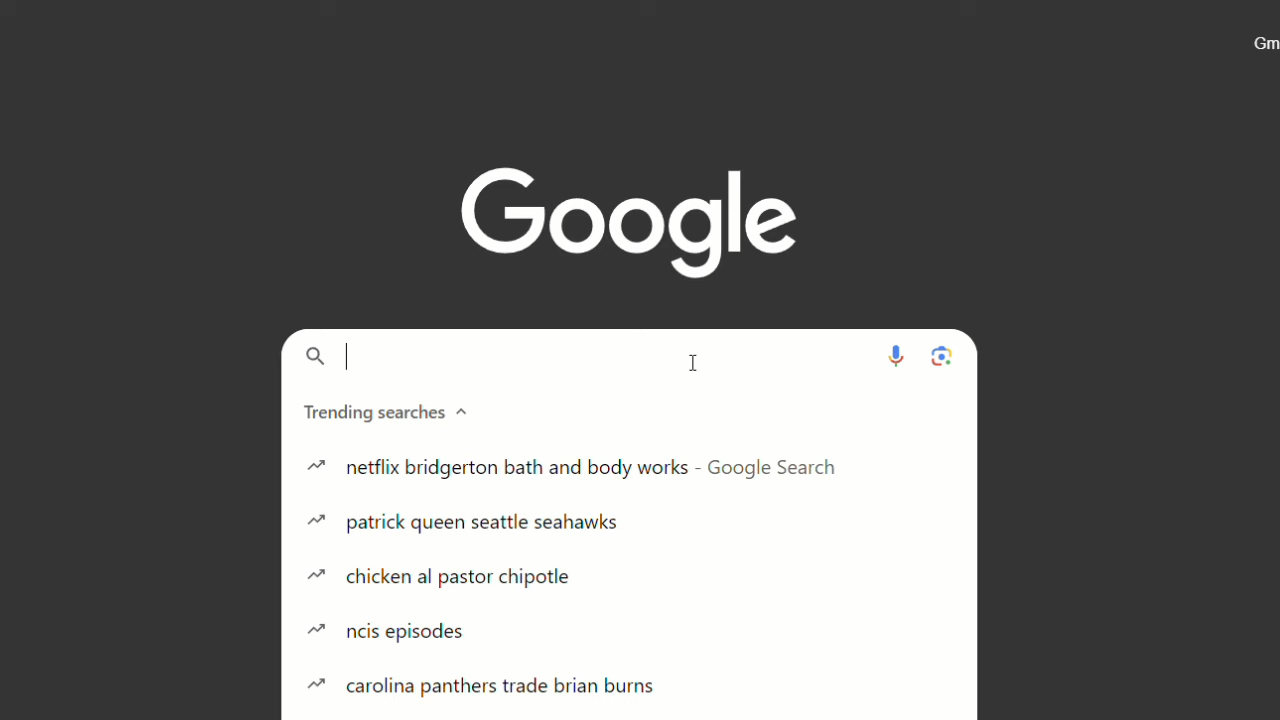 Gm
Google
Trending searches
netflix bridgerton bath and body works - Google Search
patrick queen seattle seahawks
chicken al pastor chipotle
ncis episodes
carolina panthers trade brian burns